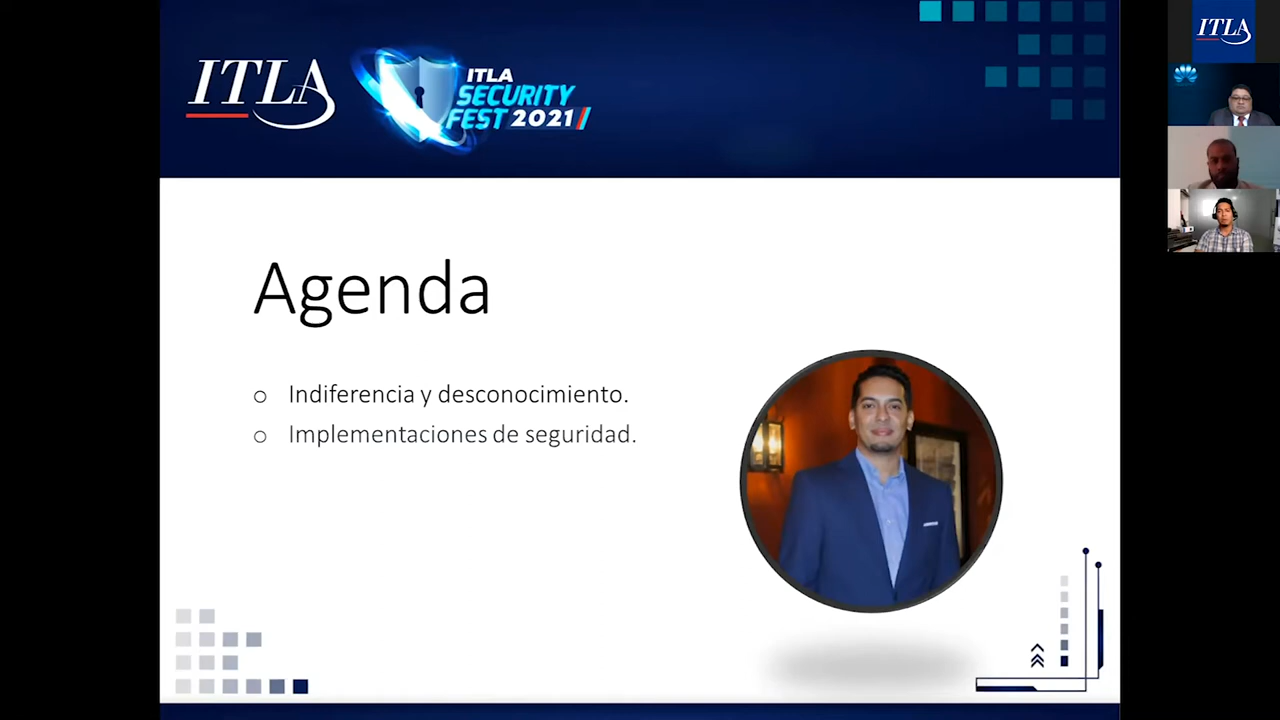 ITLA
ITLA
SECURITY
FEST 2021
Agenda
o Indiferencia y desconocimiento.
o Implementaciones de seguridad.
ITLA